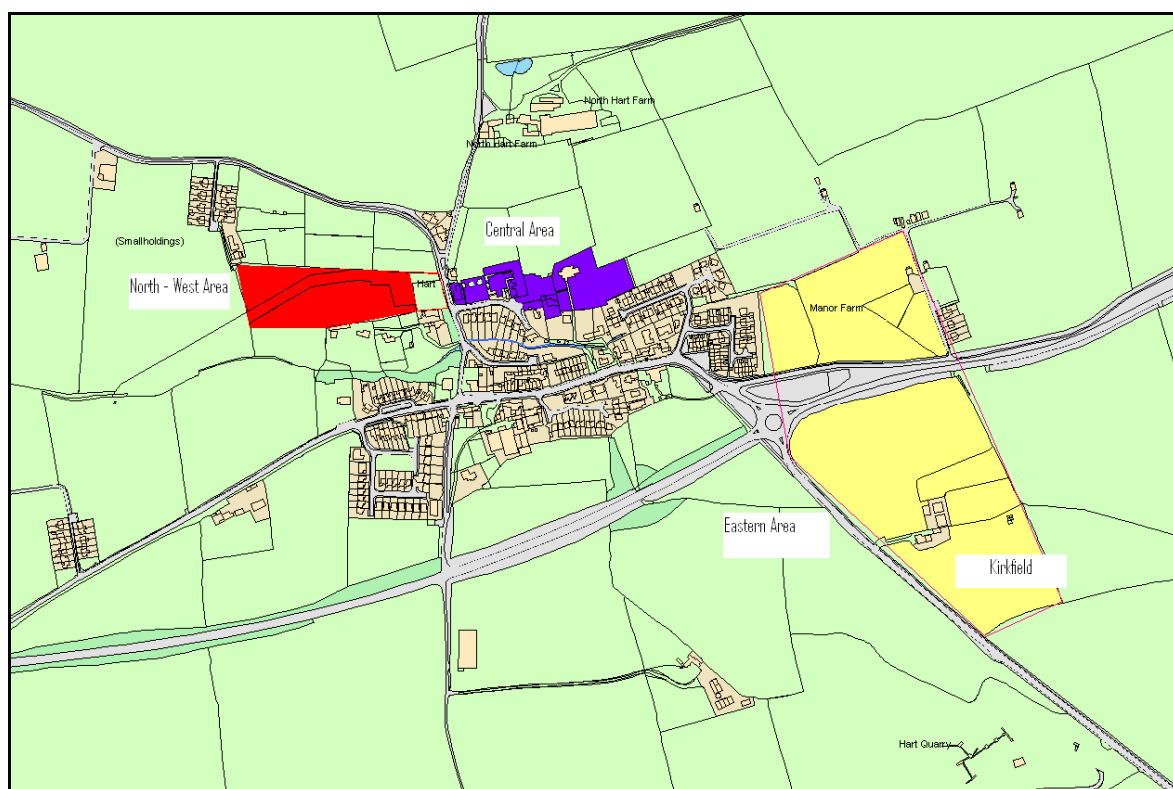 North Hart Farm
North Hart Farm
Central Area
(Smallholdings)
North - West Area
Hart
Manor Farm
Eastern Area
Kirkfield
Hart Quarry